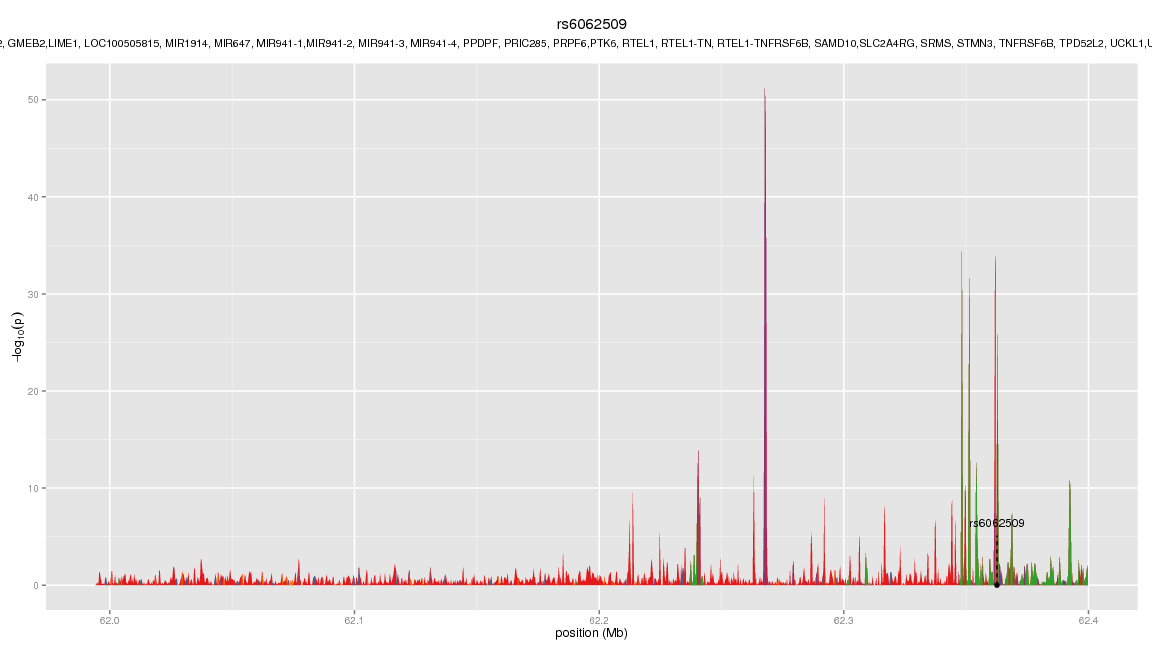 rs6062509
2, GMEB2,LIME1, LOC100505815, MIR1914, MIR647, MIR941-1,MIR941-2, MIR941-3, MIR941-4, PPDPF, PRIC285, PRPF6,PTK6, RTEL1, RTEL1-TN, RTEL1-TNFRSF6B, SAMD10,SLC2A4RG, SRMS, STMN3, TNFRSF6B, TPD52L2, UCKL1,U
50
40
30
20
10
0
-log10(p)
rs6062509
62.0 62.1 62.2 62.3 62.4
position (Mb)